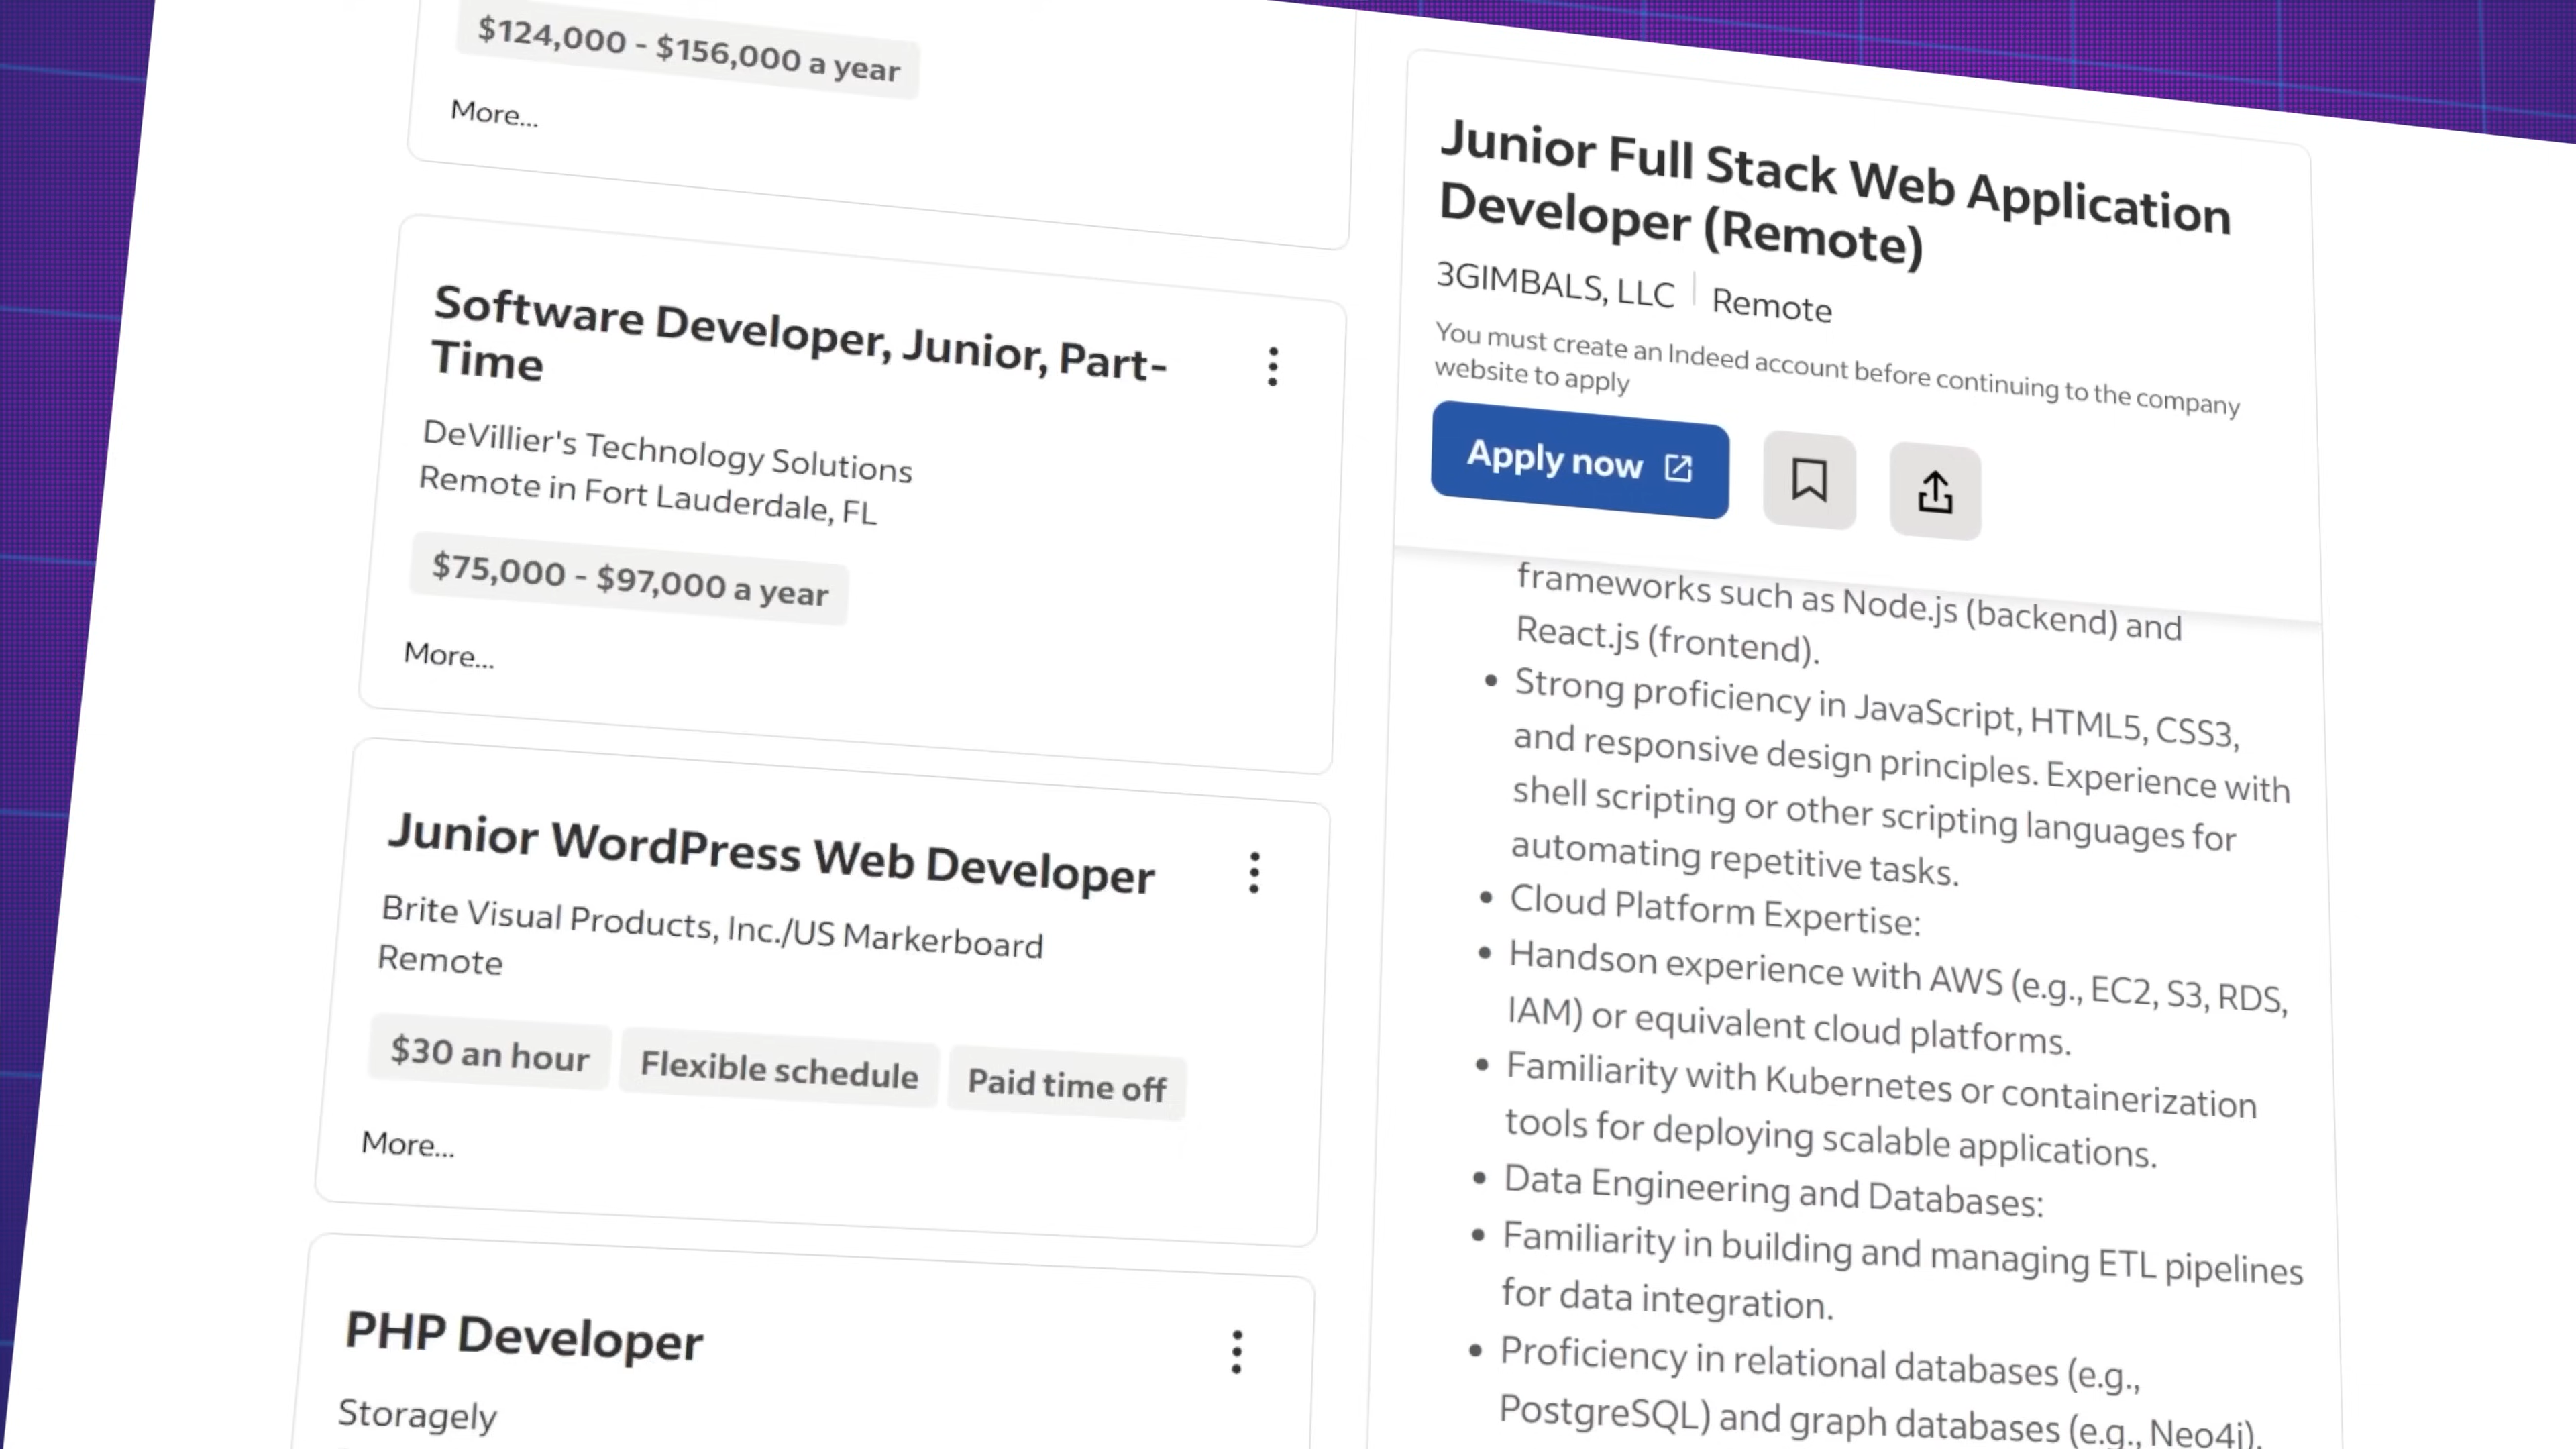 $124,000 - $156,000 a year
More...
Software Developer, Junior, Part-
Time
DeVillier's Technology Solutions
Remote in Fort Lauderdale, FL
$75,000 - $97,000 a year
More...
Junior WordPress Web Developer
Brite Visual Products, Inc./US Markerboard
Remote
$30 an hour
Flexible schedule
Paid time off
More...
PHP Developer
Storagely
Junior Full Stack Web Application
Developer (Remote)
3GIMBALS, LLC
Remote
You must create an Indeed account before continuing to the company
website to apply
Apply now
frameworks such as Node.js (backend) and
React.js (frontend).
• Strong proficiency in JavaScript, HTML5, CSS3,
and responsive design principles. Experience with
shell scripting or other scripting languages for
automating repetitive tasks.
• Cloud Platform Expertise:
• Handson experience with AWS (e.g., EC2, S3, RDS,
IAM) or equivalent cloud platforms.
• Familiarity with Kubernetes or containerization
tools for deploying scalable applications.
• Data Engineering and Databases:
• Familiarity in building and managing ETL pipelines
for data integration.
• Proficiency in relational databases (e.g.,
PostgreSQL) and graph databases (e.g., Neo4j).